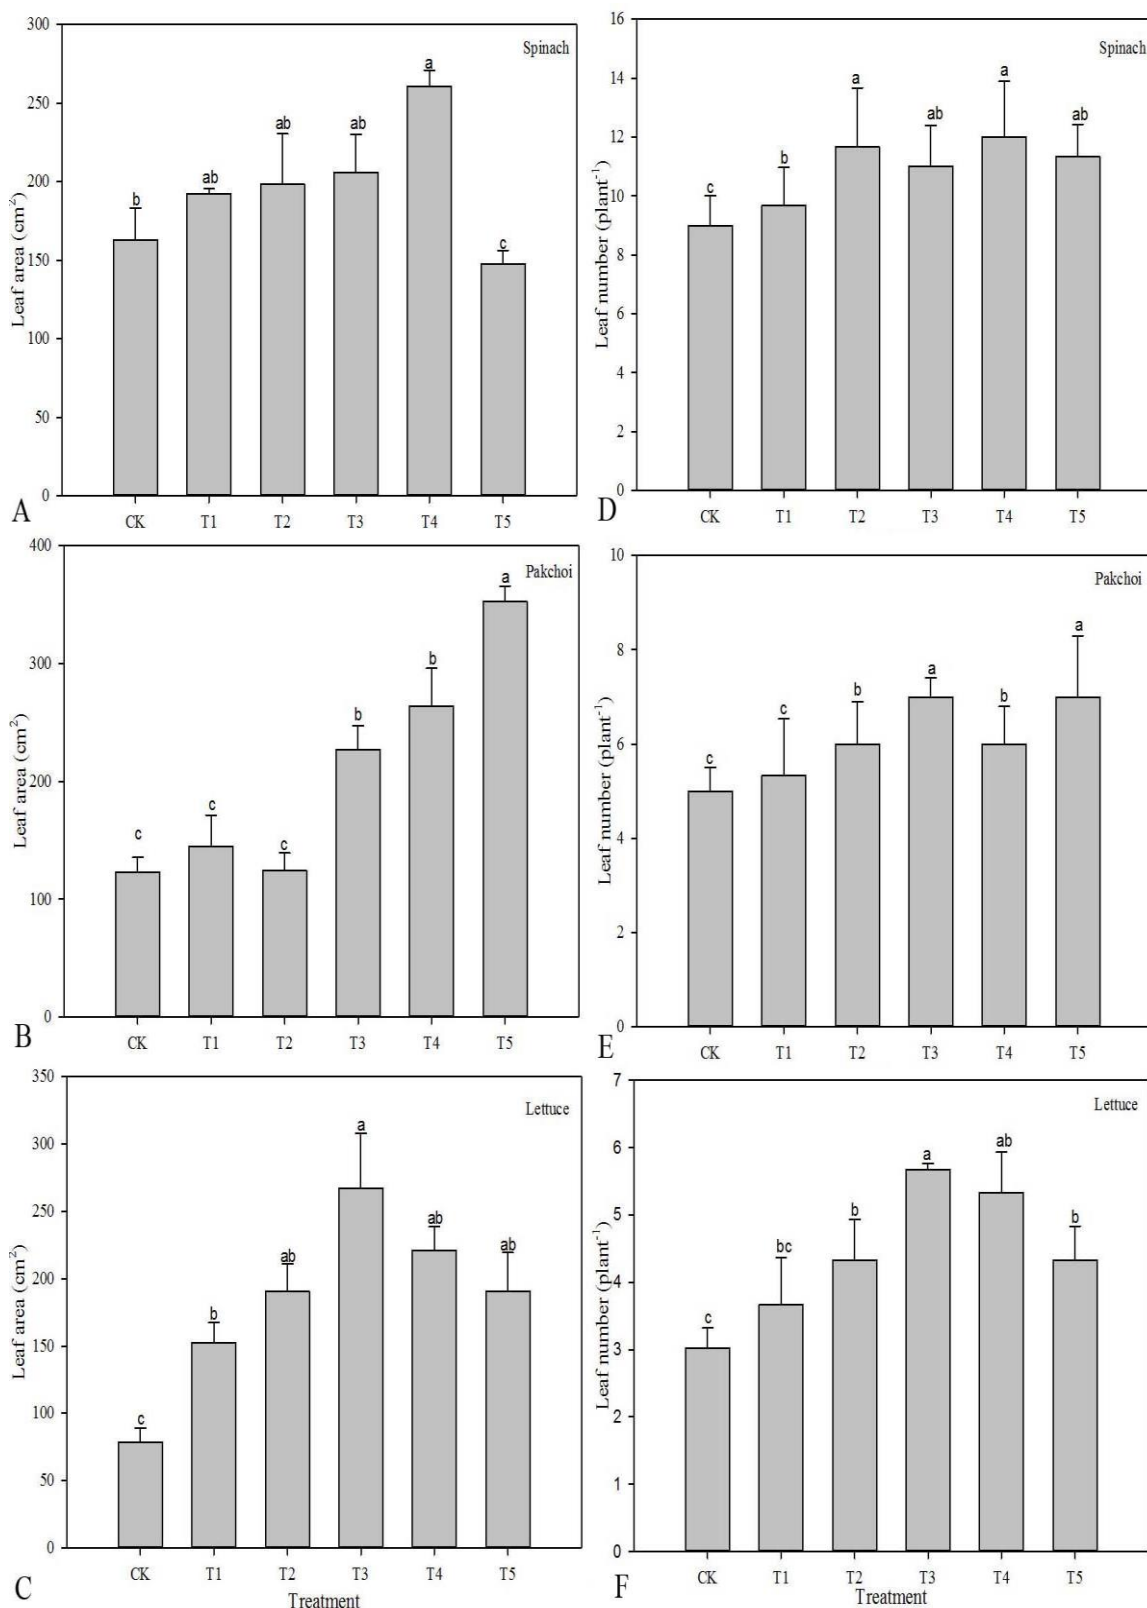 300
250
200
150
100
50
0
Leaf area (cm²)
Spinach
b
ab
ab
ab
a
c
CK T1 T2 T3 T4 T5
A
16
14
12
10
8
6
4
2
0
Leaf number (plant⁻¹)
Spinach
c
b
a
ab
a
ab
CK T1 T2 T3 T4 T5
D
400
300
200
100
0
Leaf area (cm²)
Pakchoi
c
c
c
b
b
a
CK T1 T2 T3 T4 T5
B
10
8
6
4
2
0
Leaf number (plant⁻¹)
Pakchoi
c
c
b
a
b
a
CK T1 T2 T3 T4 T5
E
350
300
250
200
150
100
50
0
Leaf area (cm²)
Lettuce
c
b
ab
a
ab
ab
CK T1 T2 T3 T4 T5
Treatment
C
7
6
5
4
3
2
1
0
Leaf number (plant⁻¹)
Lettuce
c
bc
b
a
ab
b
CK T1 T2 T3 T4 T5
Treatment
F